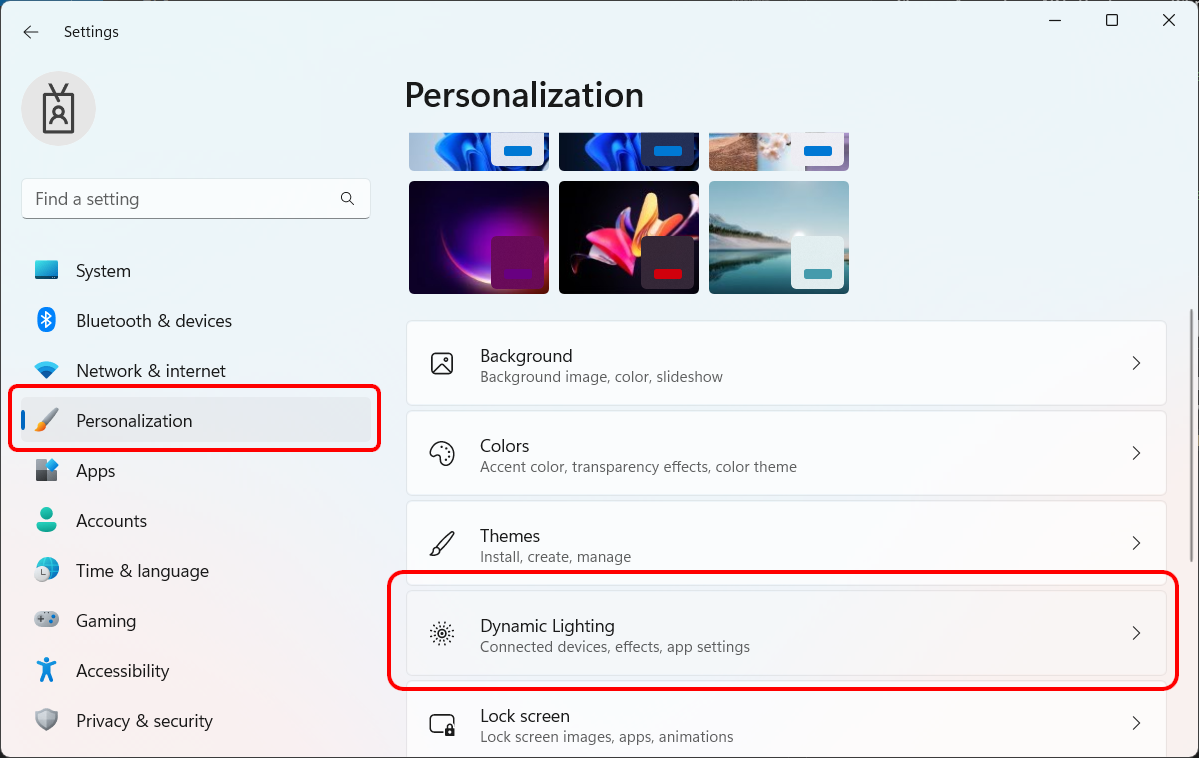 Settings
Find a setting
System
Bluetooth & devices
Network & internet
Personalization
Apps
Accounts
Time & language
Gaming
Accessibility
Privacy & security
Personalization
Background
Background image, color, slideshow
Colors
Accent color, transparency effects, color theme
Themes
Install, create, manage
Dynamic Lighting
Connected devices, effects, app settings
Lock screen
Lock screen images, apps, animations